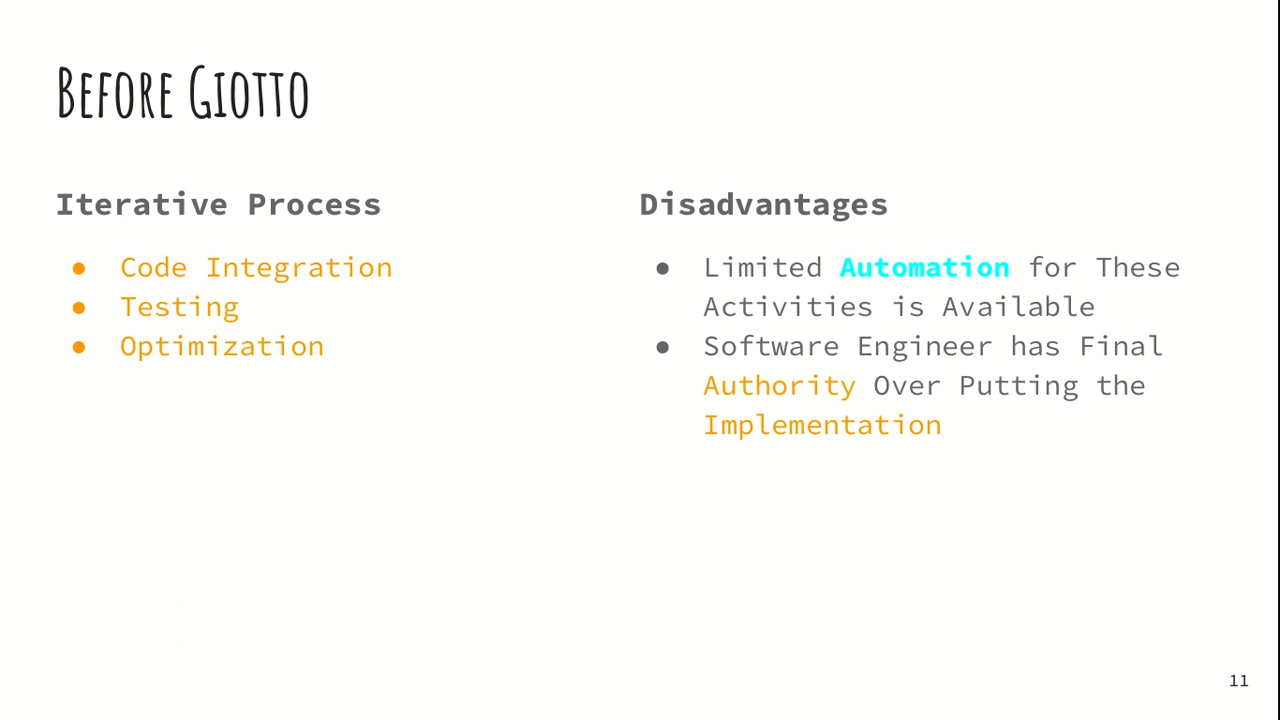 Before Giotto
Iterative Process
● Code Integration
● Testing
● Optimization
Disadvantages
● Limited Automation for These
Activities is Available
● Software Engineer has Final
Authority Over Putting the
Implementation
11